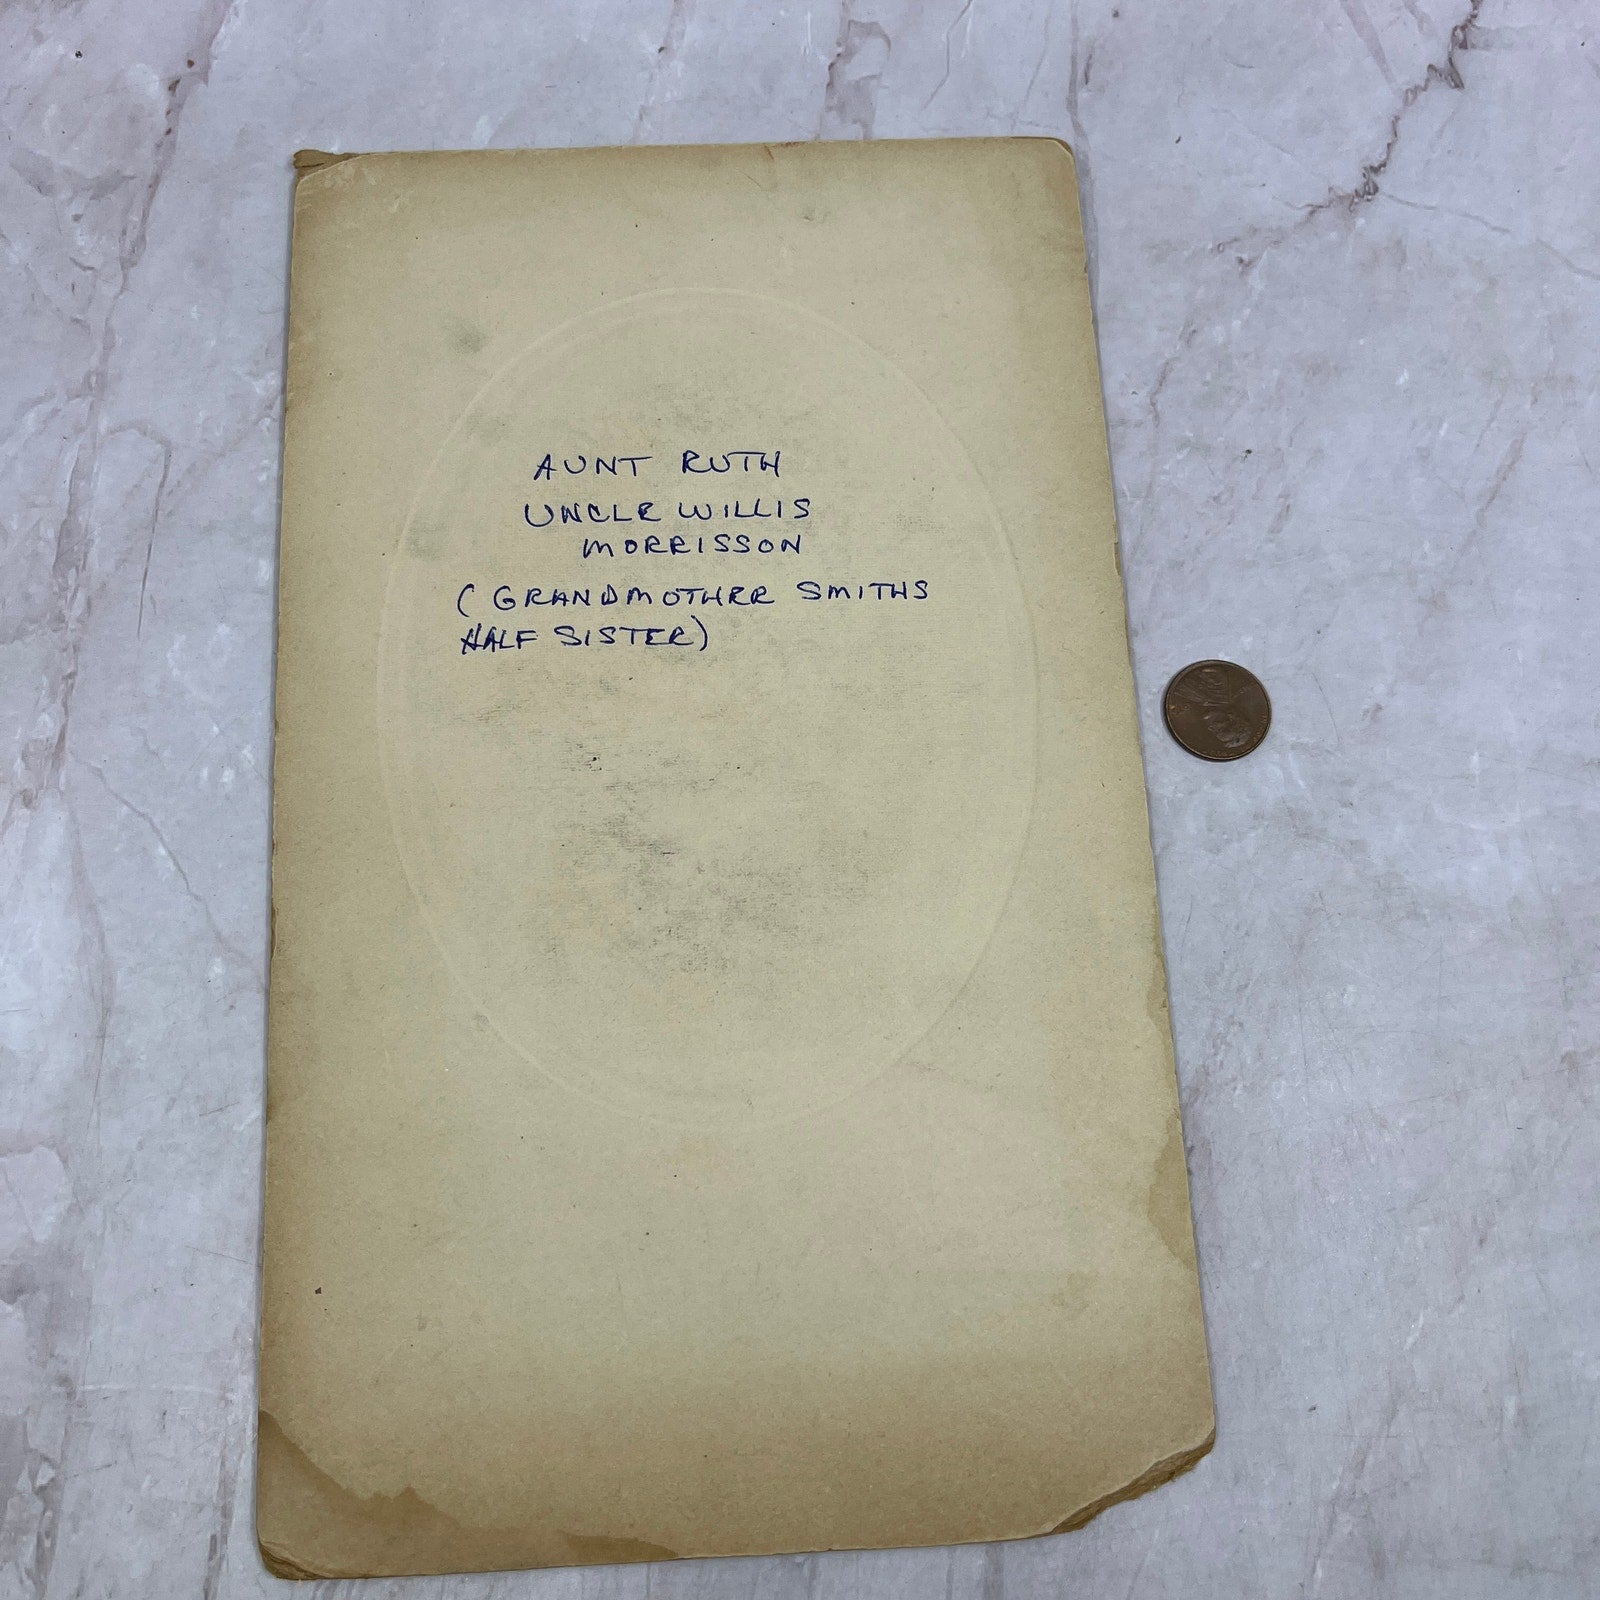 AUNT RUTH
UNCLE WILLIS
MORRISSON
(GRANDMOTHER SMITHS
HALF SISTER)